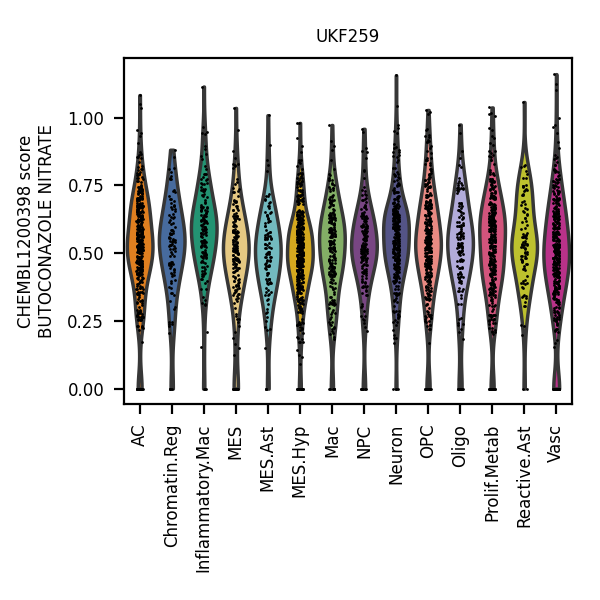 UKF259
CHEMBL1200398 score
BUTOCONAZOLE NITRATE
1.00
0.75
0.50
0.25
0.00
AC
Chromatin.Reg
Inflammatory.Mac
MES
MES.Ast
MES.Hyp
Mac
NPC
Neuron
OPC
Oligo
Prolif.Metab
Reactive.Ast
Vasc